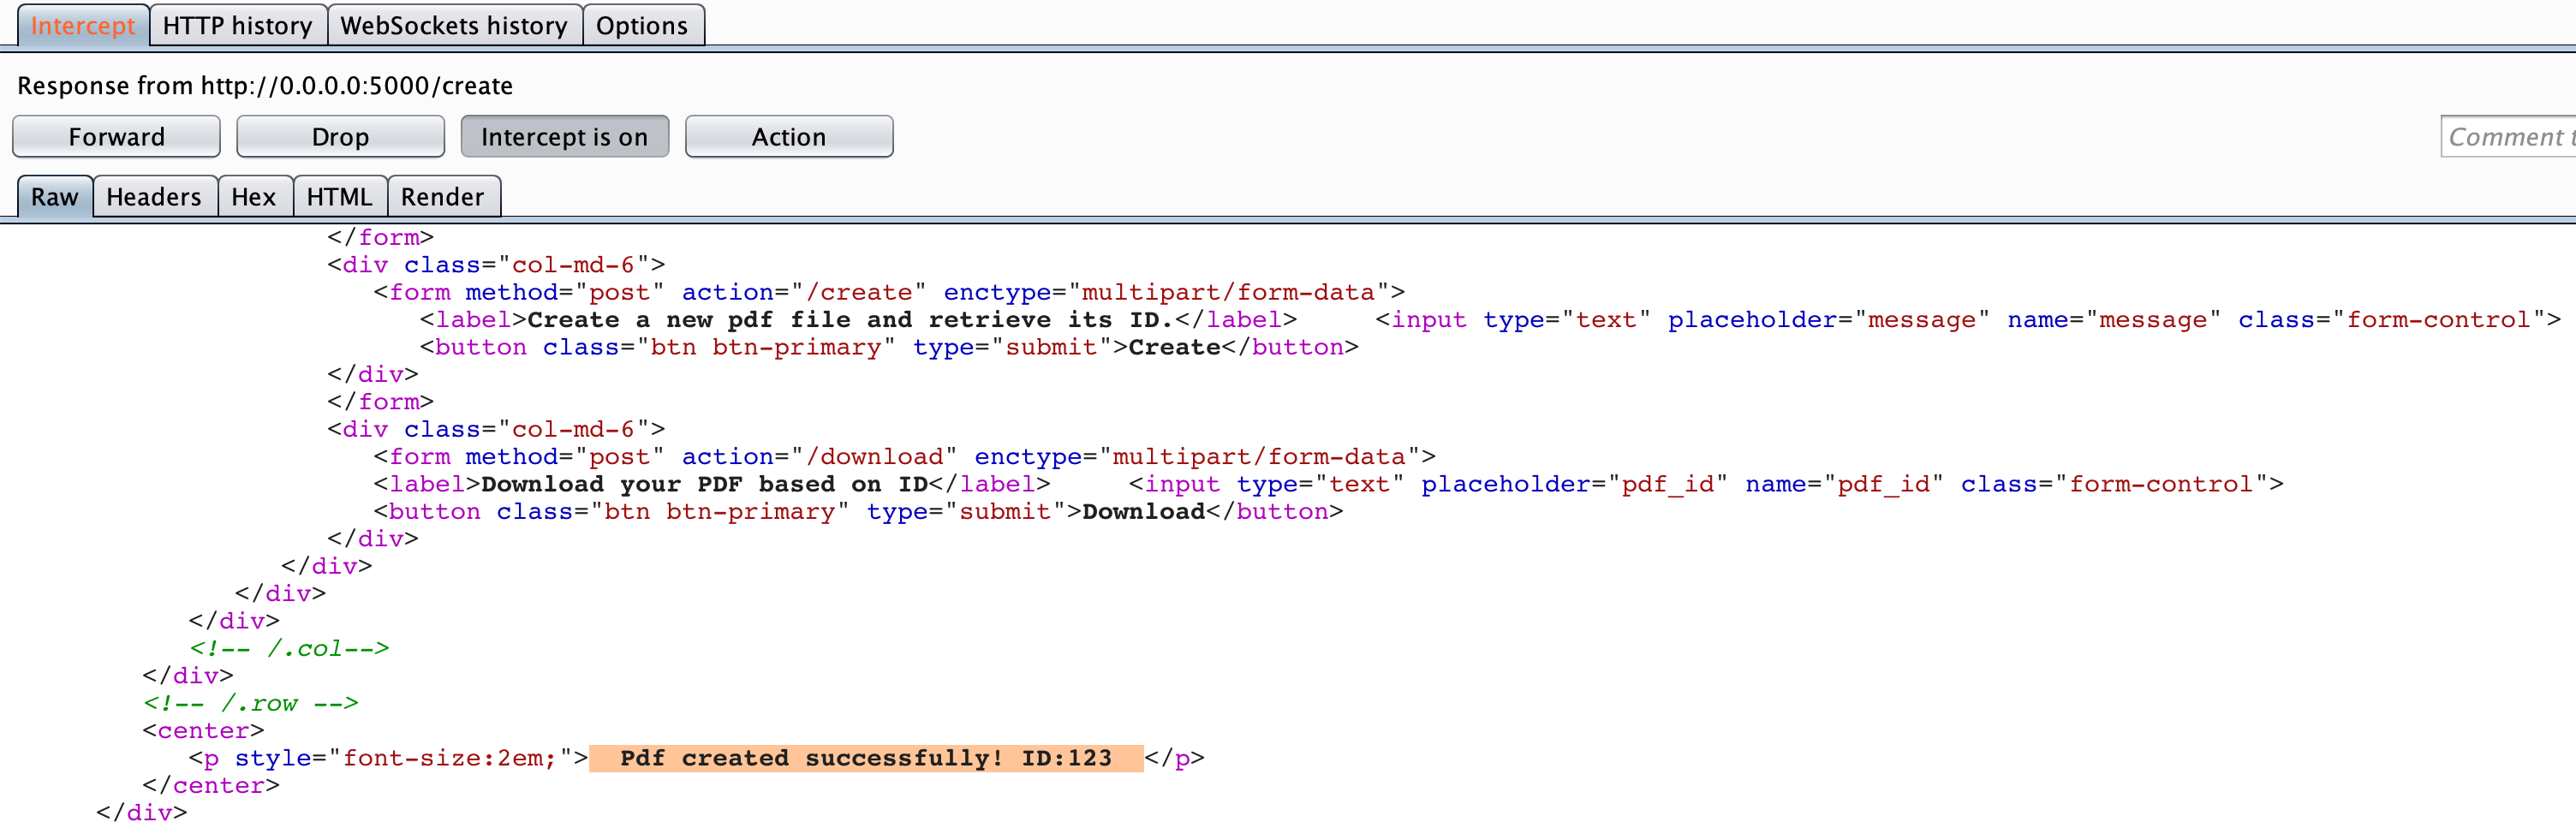 Intercept HTTP history WebSockets history Options
Response from http://0.0.0.0:5000/create
Forward Drop Intercept is on Action Comment t
Raw Headers Hex HTML Render
</form>
<div class="col-md-6">
<form method="post" action="/create" enctype="multipart/form-data">
<label>Create a new pdf file and retrieve its ID.</label> <input type="text" placeholder="message" name="message" class="form-control">
<button class="btn btn-primary" type="submit">Create</button>
</div>
</form>
<div class="col-md-6">
<form method="post" action="/download" enctype="multipart/form-data">
<label>Download your PDF based on ID</label> <input type="text" placeholder="pdf_id" name="pdf_id" class="form-control">
<button class="btn btn-primary" type="submit">Download</button>
</div>
</div>
</div>
</div>
<!-- /.col-->
</div>
<!-- /.row -->
<center>
<p style="font-size:2em;"> Pdf created successfully! ID:123 </p>
</center>
</div>